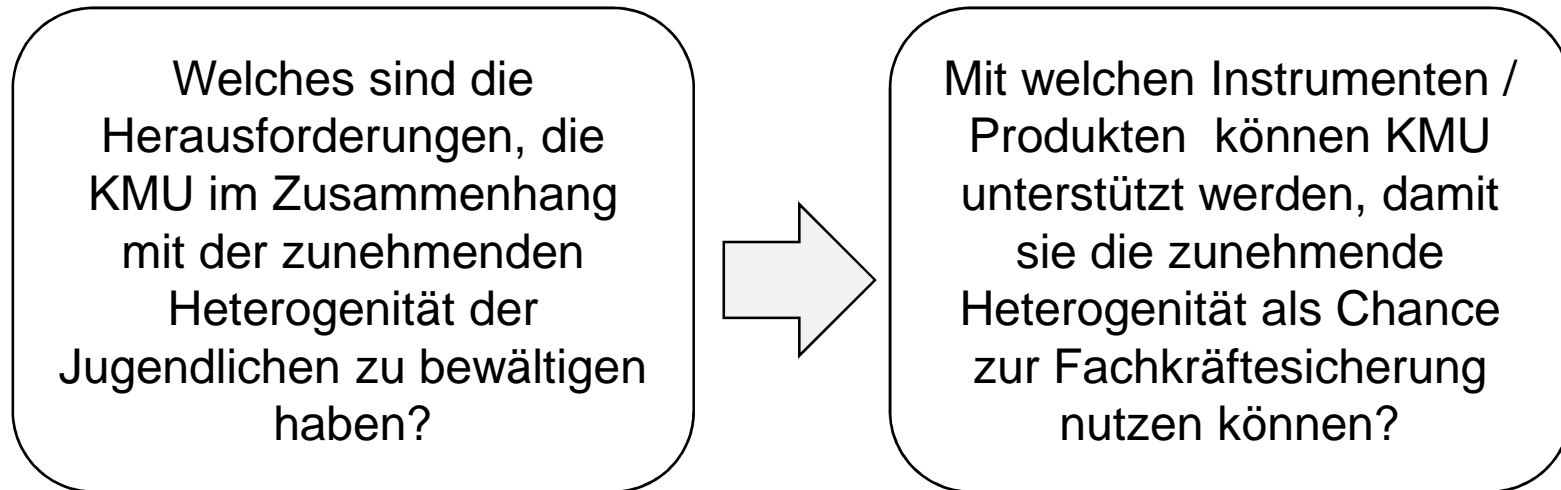 Welches sind die
Herausforderungen, die
KMU im Zusammenhang
mit der zunehmenden
Heterogenität der
Jugendlichen zu bewältigen
haben?
Mit welchen Instrumenten /
Produkten  können KMU
unterstützt werden, damit
sie die zunehmende
Heterogenität als Chance
zur Fachkräftesicherung
nutzen können?